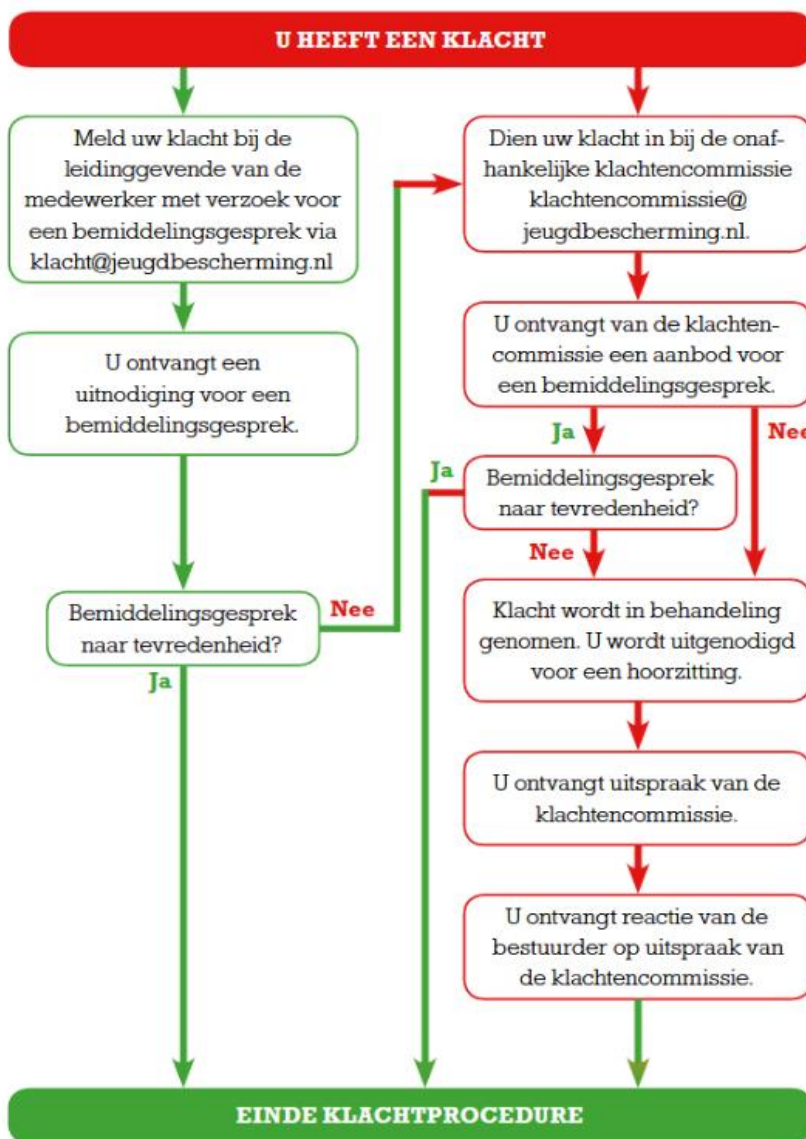 U HEEFT EEN KLACHT
Meld uw klacht bij de
leidinggevende van de
medewerker met verzoek voor
een bemiddelingsgesprek via
klacht@jeugdbescherming.nl
U ontvangt een
uitnodiging voor een
bemiddelingsgesprek.
Bemiddelingsgesprek
naar tevredenheid?
Nee
Ja
Dien uw klacht in bij de onaf-
hankelijke klachtencommissie
klachtencommissie@
jeugdbescherming.nl.
U ontvangt van de klachten-
commissie een aanbod voor
een bemiddelingsgesprek.
Ja
Nee
Ja
Bemiddelingsgesprek
naar tevredenheid?
Nee
Klacht wordt in behandeling
genomen. U wordt uitgenodigd
voor een hoorzitting.
U ontvangt uitspraak van de
klachtencommissie.
U ontvangt reactie van de
bestuurder op uitspraak van
de klachtencommissie.
EINDE KLACHTPROCEDURE